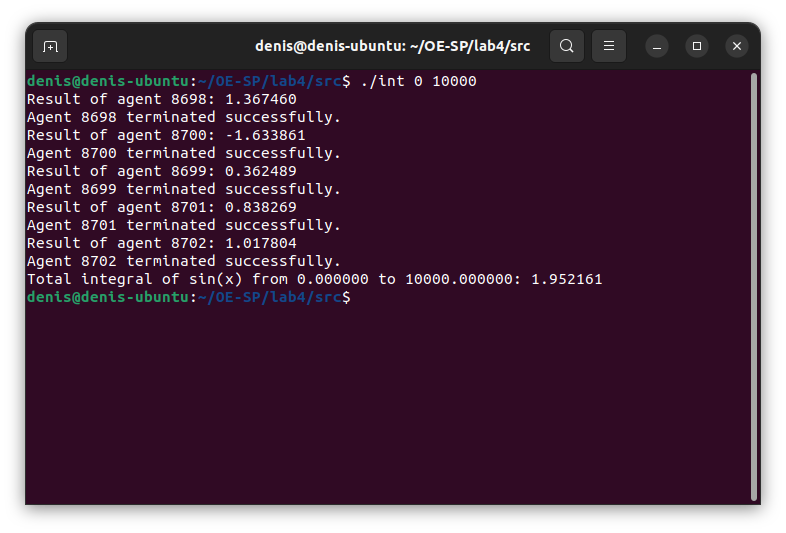 denis@denis-ubuntu: ~/OE-SP/lab4/src
denis@denis-ubuntu:~/OE-SP/lab4/src$ ./int 0 10000
Result of agent 8698: 1.367460
Agent 8698 terminated successfully.
Result of agent 8700: -1.633861
Agent 8700 terminated successfully.
Result of agent 8699: 0.362489
Agent 8699 terminated successfully.
Result of agent 8701: 0.838269
Agent 8701 terminated successfully.
Result of agent 8702: 1.017804
Agent 8702 terminated successfully.
Total integral of sin(x) from 0.000000 to 10000.000000: 1.952161
denis@denis-ubuntu:~/OE-SP/lab4/src$